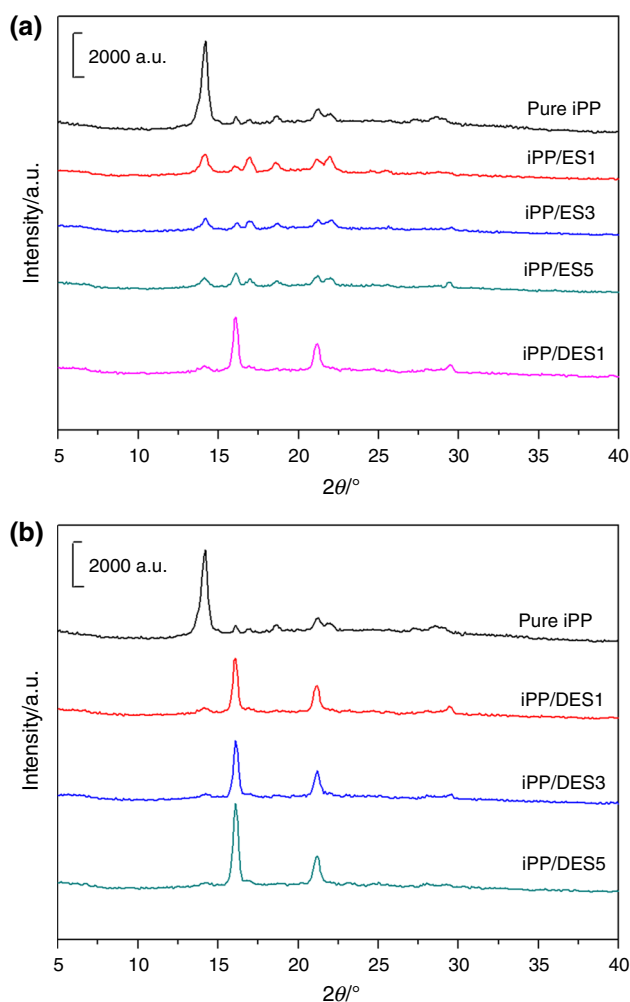 (a)
2000 a.u.
Pure iPP
iPP/ES1
iPP/ES3
iPP/ES5
iPP/DES1
Intensity/a.u.
5 10 15 20 25 30 35 40
2θ/°
(b)
2000 a.u.
Pure iPP
iPP/DES1
iPP/DES3
iPP/DES5
Intensity/a.u.
5 10 15 20 25 30 35 40
2θ/°